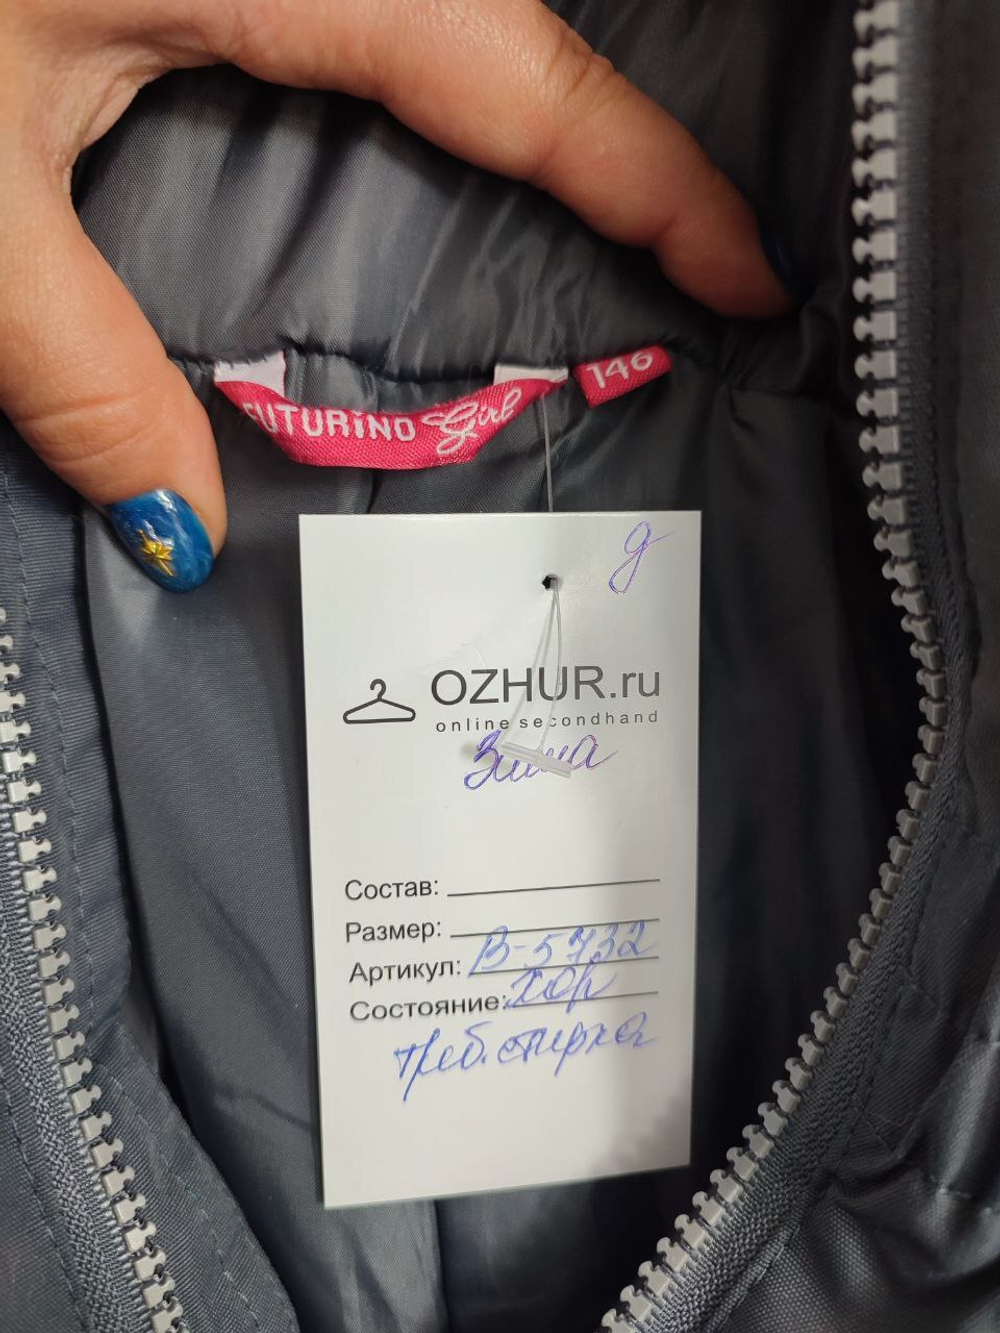 FUTURINO Girl
146
д
OZHUR.ru
online secondhand
Зима
Состав:
Размер:
Артикул: В-5732
Состояние: хор
треб. стирка